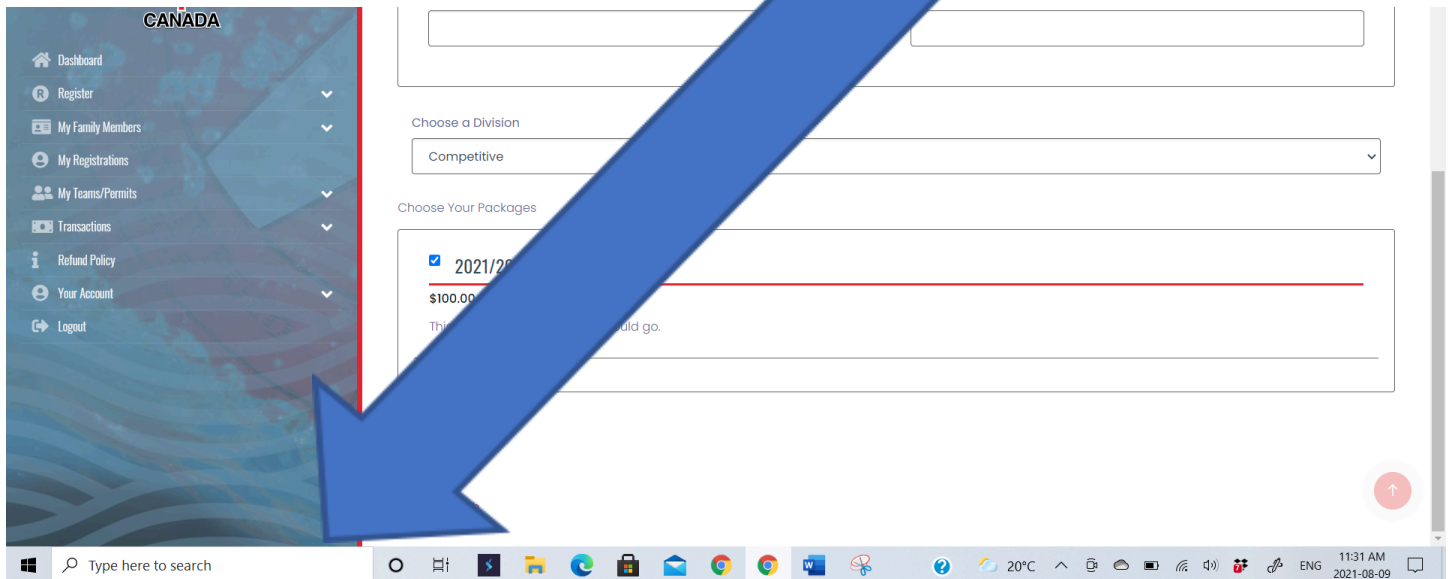 CANADA
Dashboard
Register
My Family Members
My Registrations
My Teams/Permits
Transactions
Refund Policy
Your Account
Logout
Choose a Division
Competitive
Choose Your Packages
2021/2
$100.00
uld go.
Type here to search
20°C
ENG
11:31 AM
2021-08-09